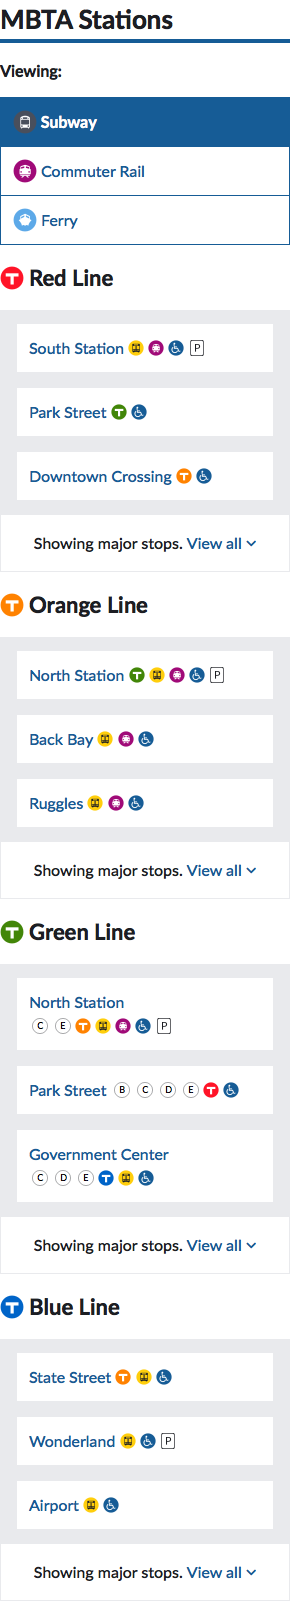 MBTA Stations
Viewing:
Subway
Commuter Rail
Ferry
T Red Line
South Station P
Park Street T
Downtown Crossing T
Showing major stops. View all
T Orange Line
North Station T P
Back Bay
Ruggles
Showing major stops. View all
T Green Line
North Station
C E T P
Park Street B C D E T
Government Center
C D E T
Showing major stops. View all
T Blue Line
State Street T
Wonderland P
Airport
Showing major stops. View all